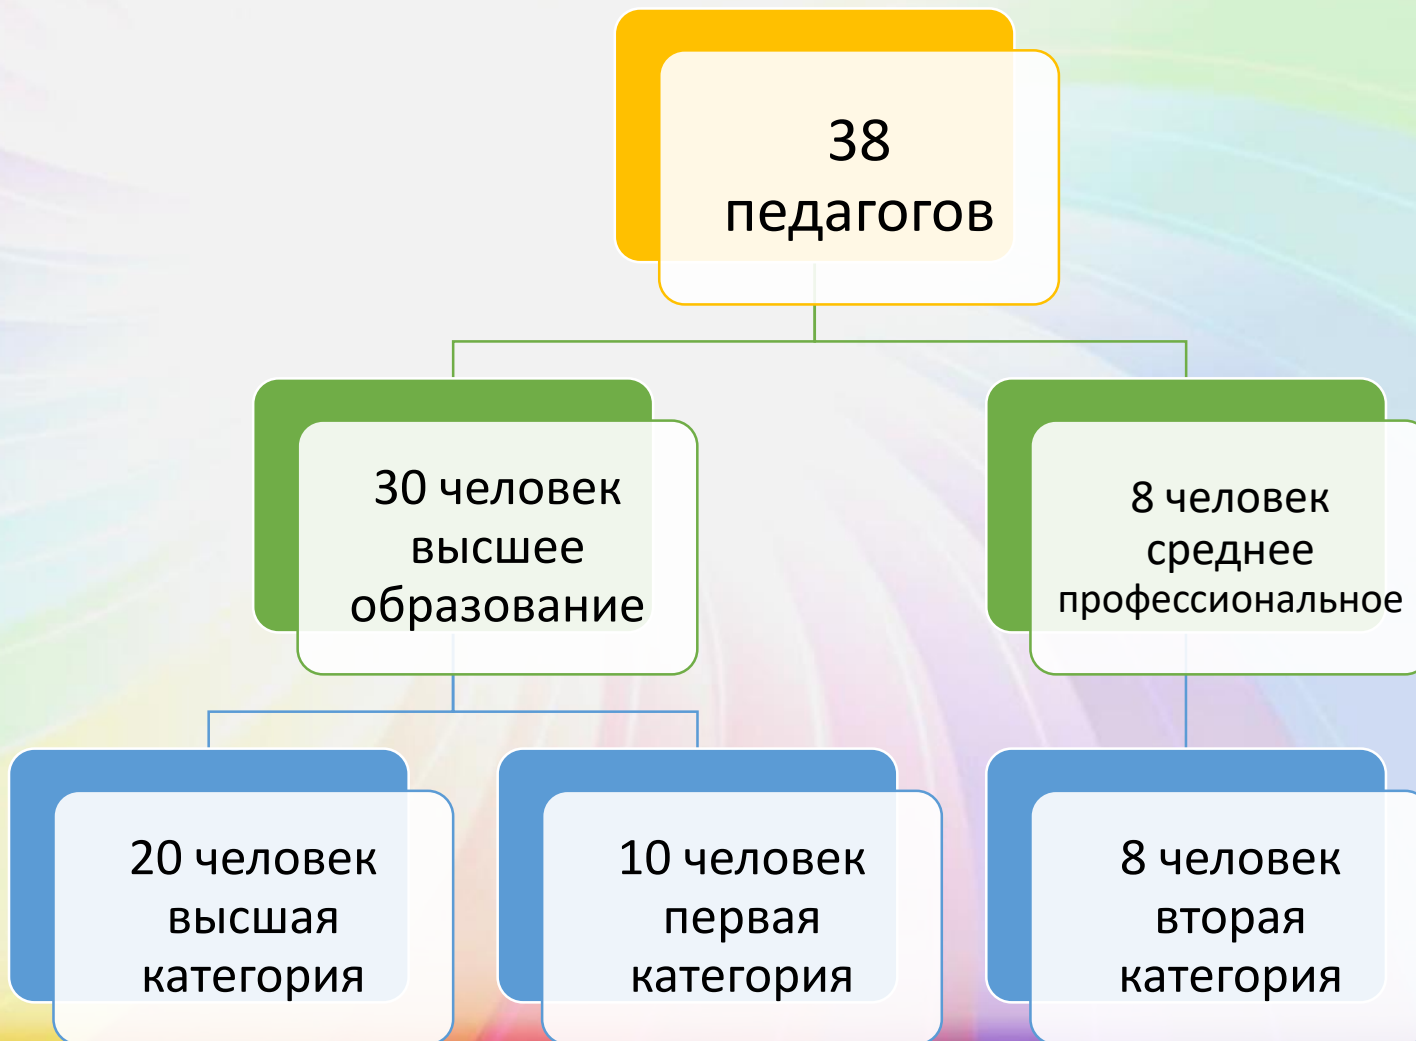 38
педагогов
30 человек
высшее
образование
8 человек
среднее
профессиональное
20 человек
высшая
категория
10 человек
первая
категория
8 человек
вторая
категория